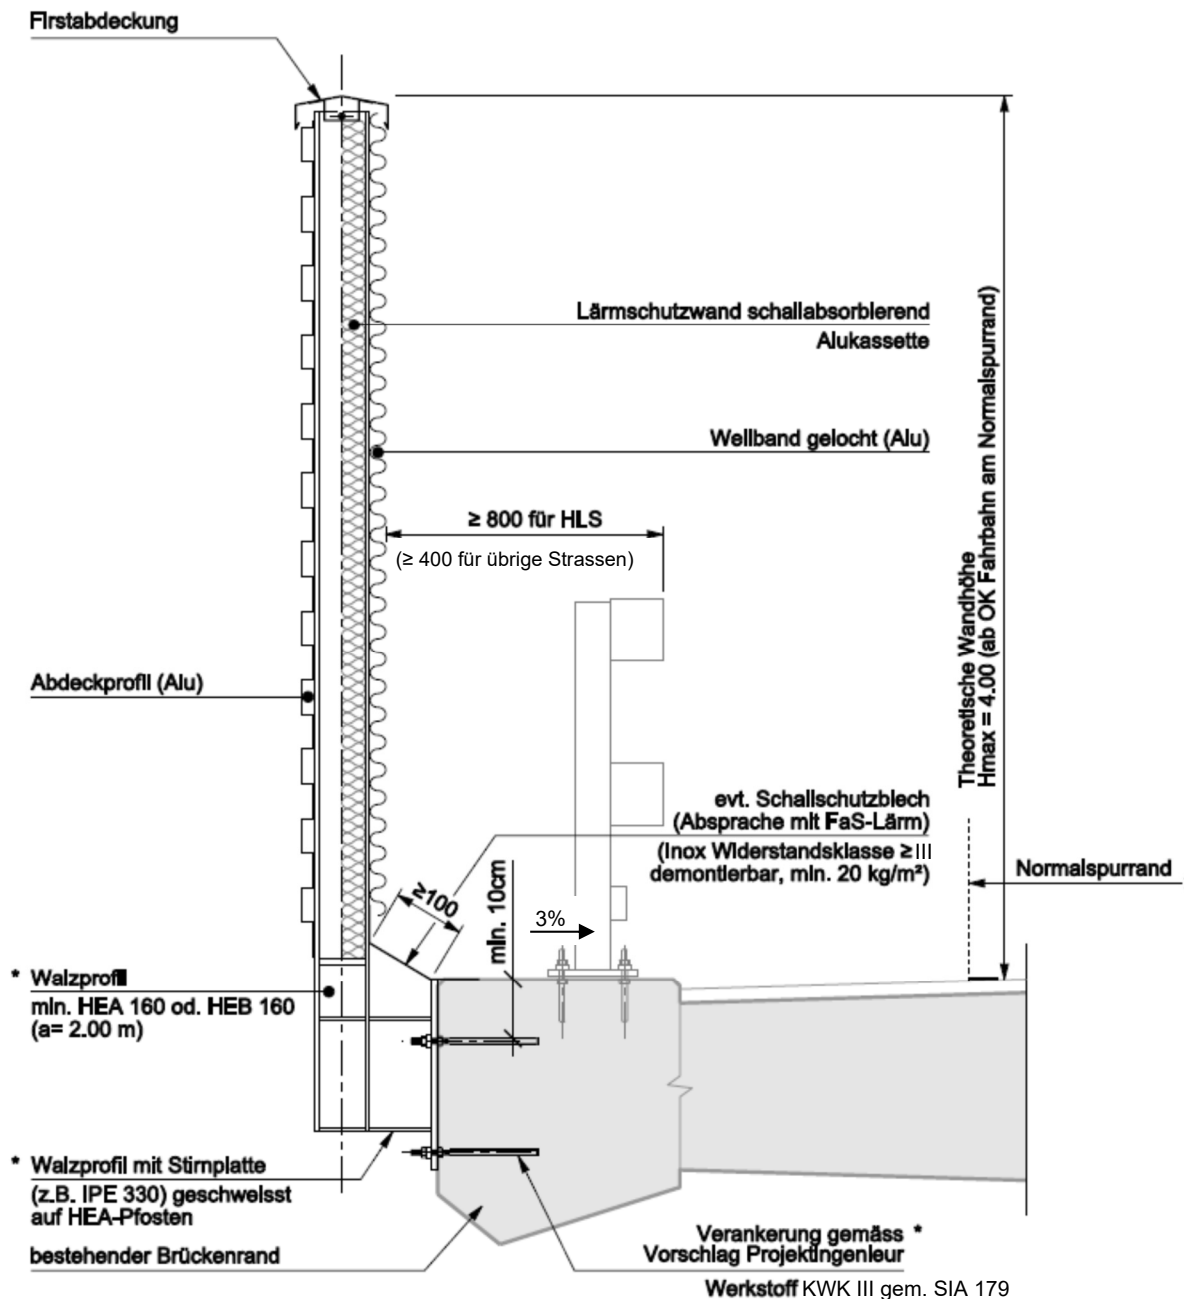 Firstabdeckung
Lärmschutzwand schallabsorbierend
Alukassette
Wellband gelocht (Alu)
≥ 800 für HLS
(≥ 400 für übrige Strassen)
Theoretische Wandhöhe
Hmax = 4.00 (ab OK Fahrbahn am Normalspurrand)
Abdeckprofil (Alu)
evt. Schallschutzblech
(Absprache mit FaS-Lärm)
(Inox Widerstandsklasse ≥ III
demontierbar, min. 20 kg/m²)
Normalspurrand
≥100
min. 10cm
3%
* Walzprofil
min. HEA 160 od. HEB 160
(a= 2.00 m)
* Walzprofil mit Stirnplatte
(z.B. IPE 330) geschweisst
auf HEA-Pfosten
bestehender Brückenrand
Verankerung gemäss *
Vorschlag Projektingenieur
Werkstoff KWK III gem. SIA 179